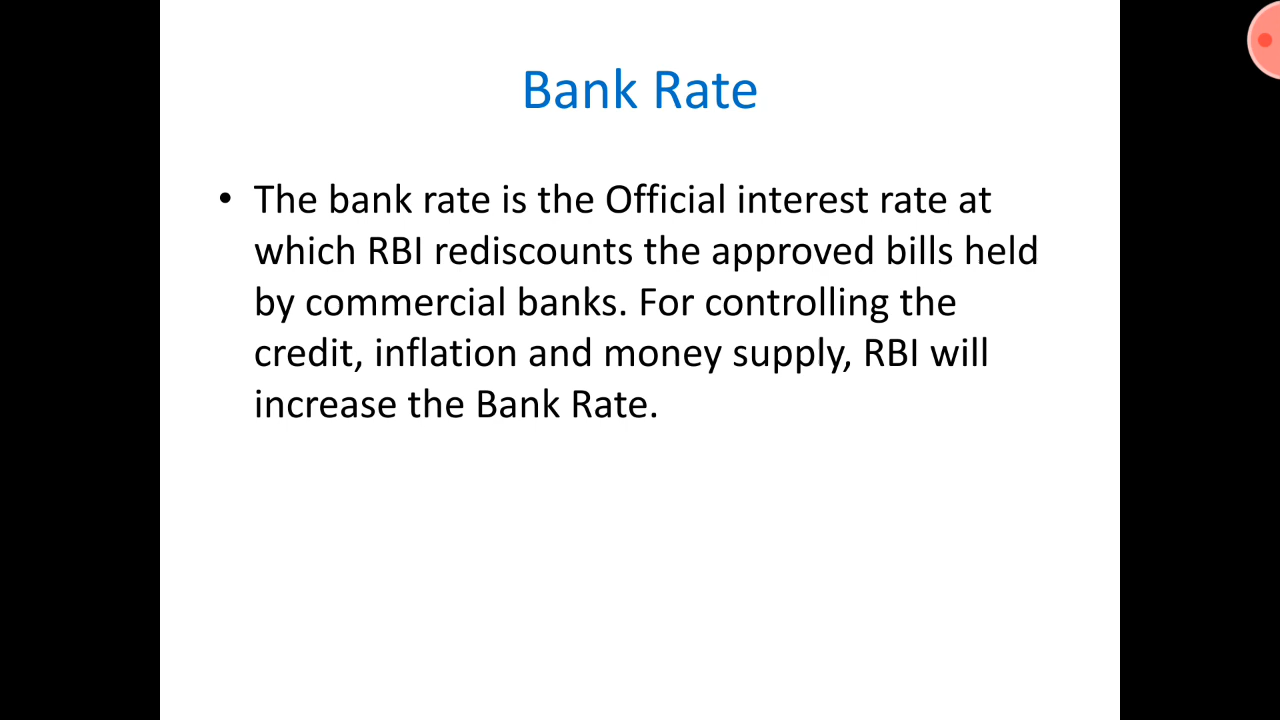 Bank Rate
• The bank rate is the Official interest rate at
which RBI rediscounts the approved bills held
by commercial banks. For controlling the
credit, inflation and money supply, RBI will
increase the Bank Rate.